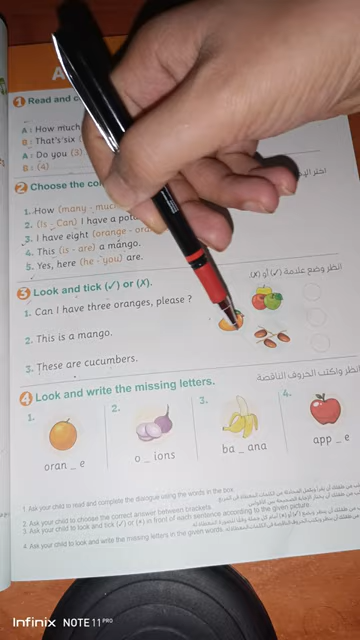 1 Read and
A: How much
B: That's six
A: Do you (3)
B: (4)
2 Choose the
1. How (many - much
2. (Is - Can) I have a
3. I have eight (orange -
4. This (is - are) a mango.
5. Yes, here (he - you) are.
3 Look and tick (✓) or (X).
انظر وضع علامة (✓) أو (X).
1. Can I have three oranges, please ?
2. This is a mango.
3. These are cucumbers.
4 Look and write the missing letters.
انظر واكتب الحروف الناقصة
1.
2.
3.
4.
oran _ e
o _ ions
ba _ ana
app _ e
1. Ask your child to read and complete the dialogue using the words in the box.
2. Ask your child to choose the correct answer between brackets.
3. Ask your child to look and tick (✓) or (×) in front of each sentence according to the given picture.
4. Ask your child to look and write the missing letters in the given words.
Infinix NOTE 11 PRO